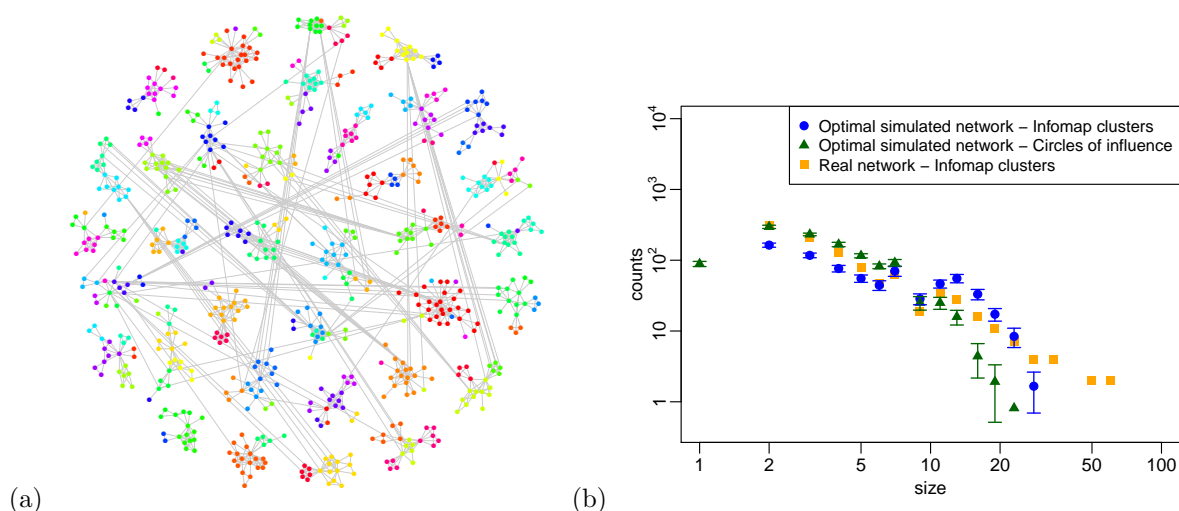 Optimal simulated network − Infomap clusters
Optimal simulated network − Circles of influence
Real network − Infomap clusters
counts
10^4
10^3
10^2
10
1
1 2 5 10 20 50 100
size
(a)
(b)